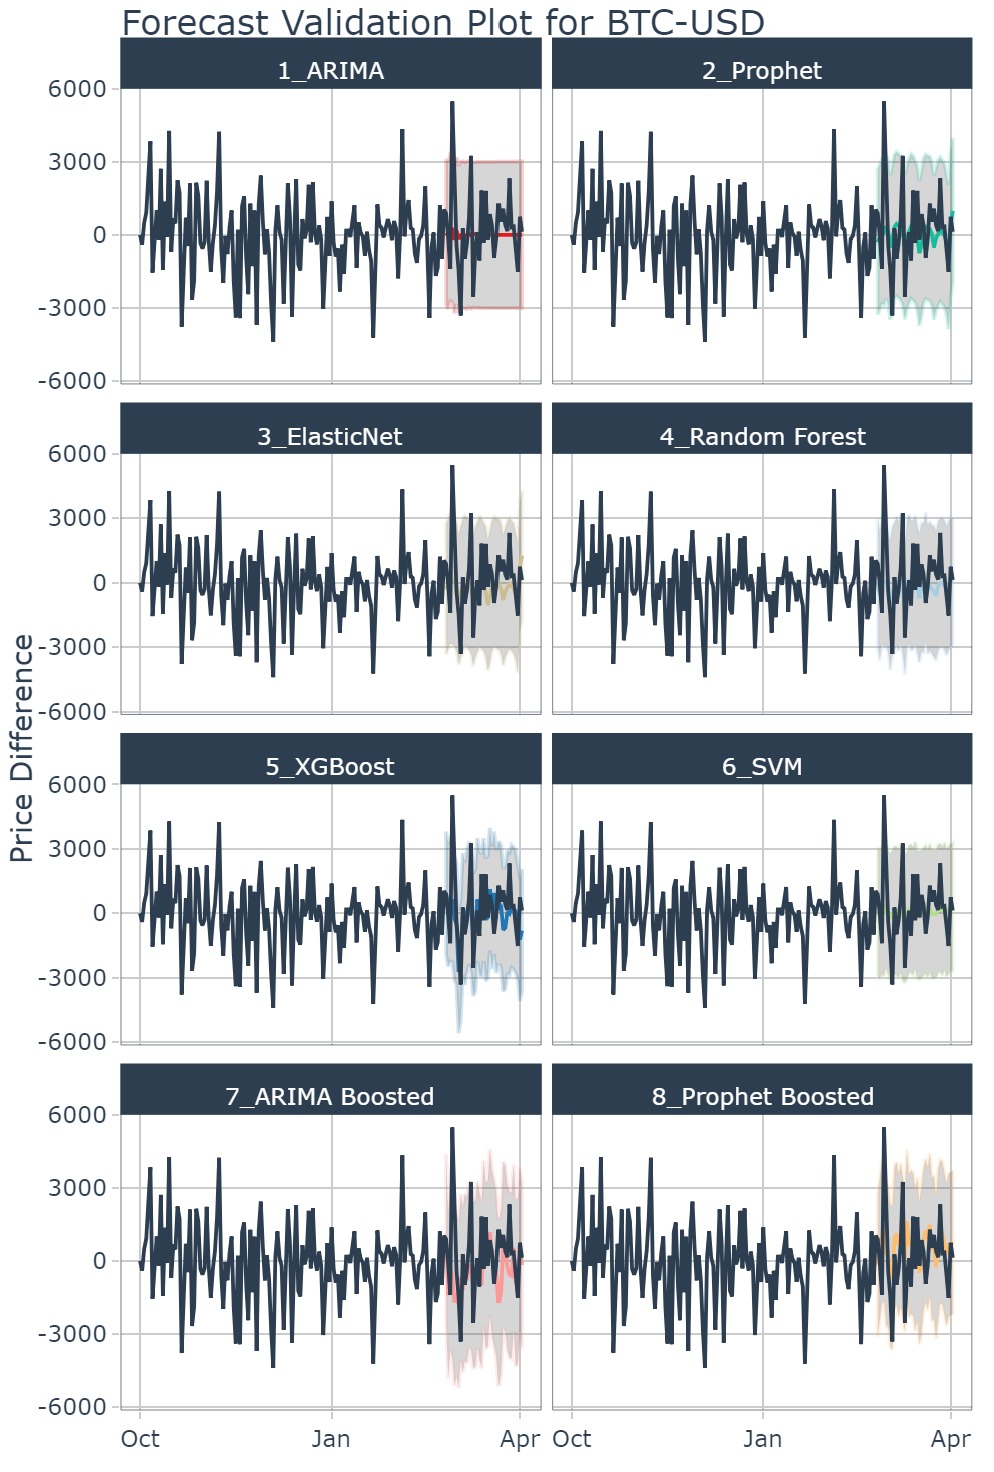 Forecast Validation Plot for BTC-USD
1_ARIMA
2_Prophet
6000
3000
0
-3000
-6000
3_ElasticNet
4_Random Forest
6000
3000
0
-3000
-6000
Price Difference
5_XGBoost
6_SVM
6000
3000
0
-3000
-6000
7_ARIMA Boosted
8_Prophet Boosted
6000
3000
0
-3000
-6000
Oct Jan Apr Oct Jan Apr